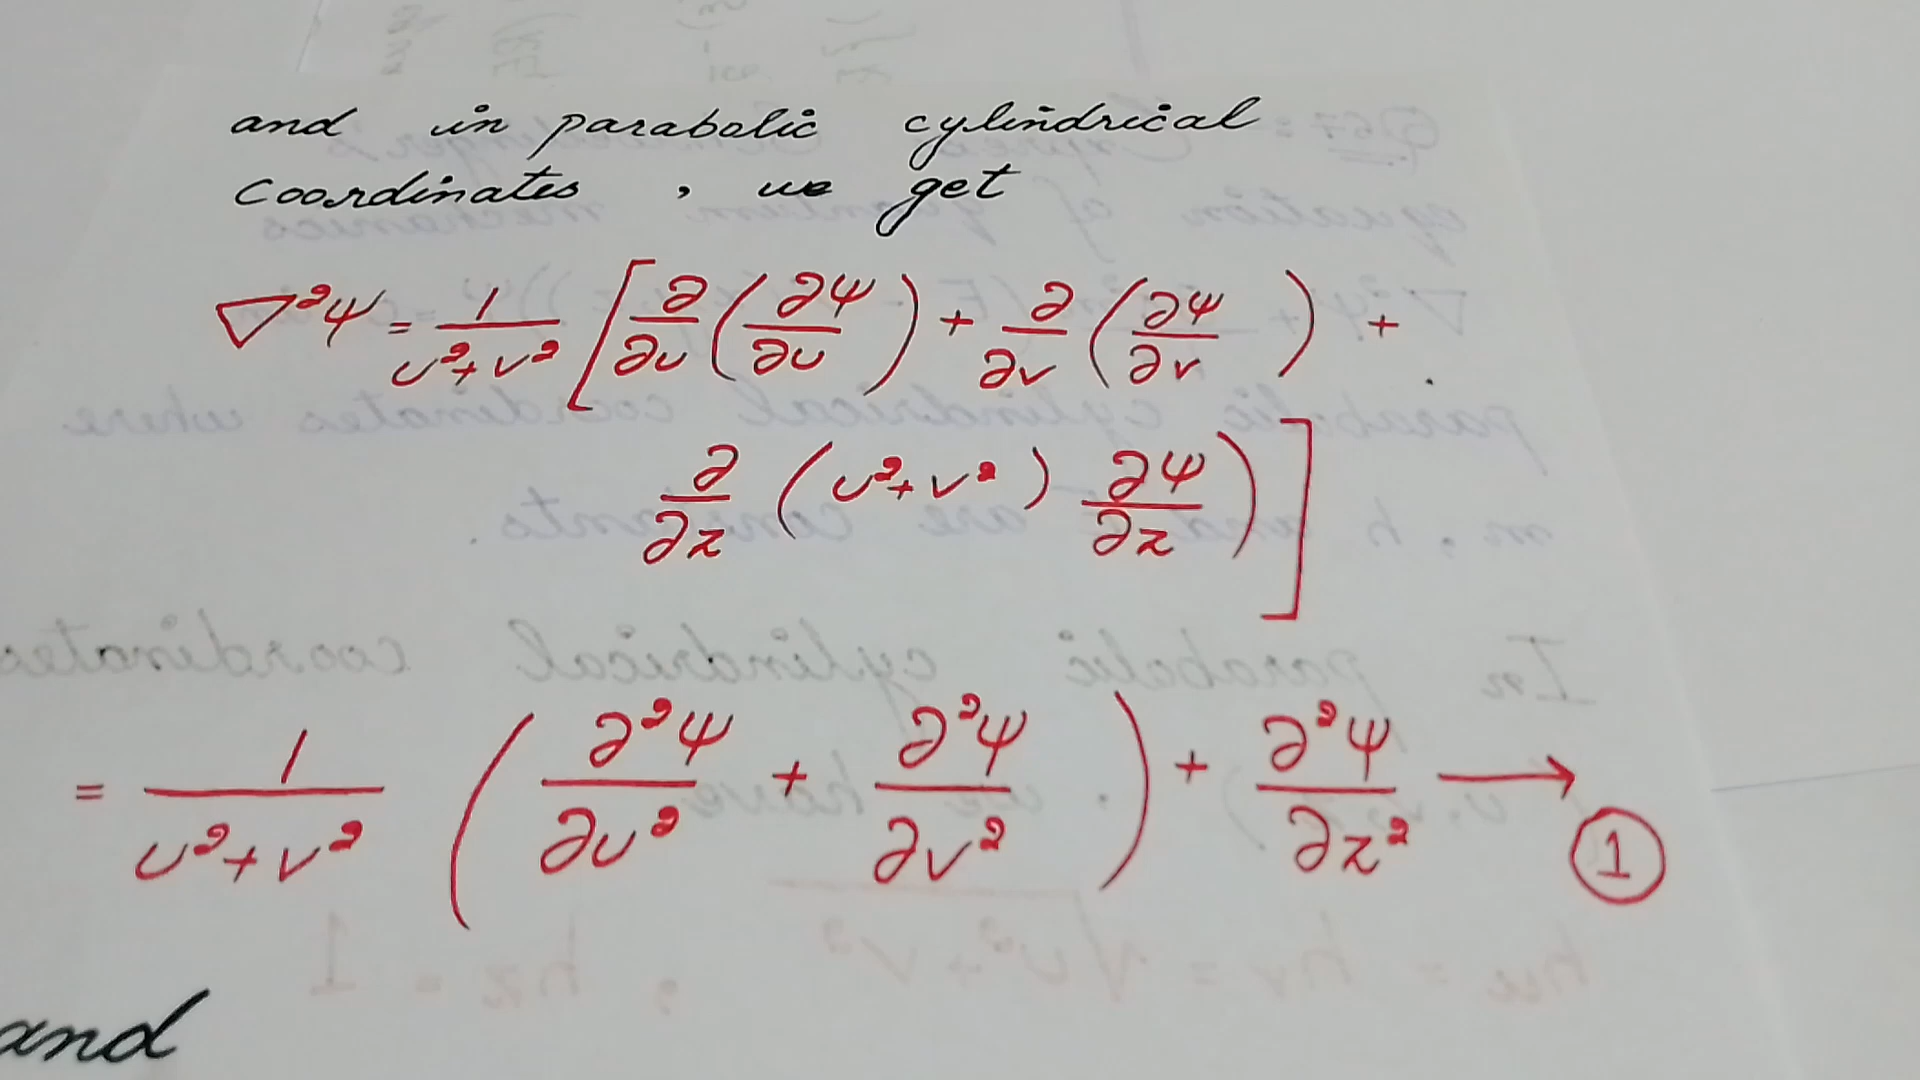 and in parabolic cylindrical
coordinates , we get
∇²ψ = 1/(u²+v²) [ ∂/∂u ( ∂ψ/∂u ) + ∂/∂v ( ∂ψ/∂v ) +
∂/∂z ( u²+v² ) ∂ψ/∂z ) ]
= 1/(u²+v²) ( ∂²ψ/∂u² + ∂²ψ/∂v² ) + ∂²ψ/∂z² ⟶ ①
and